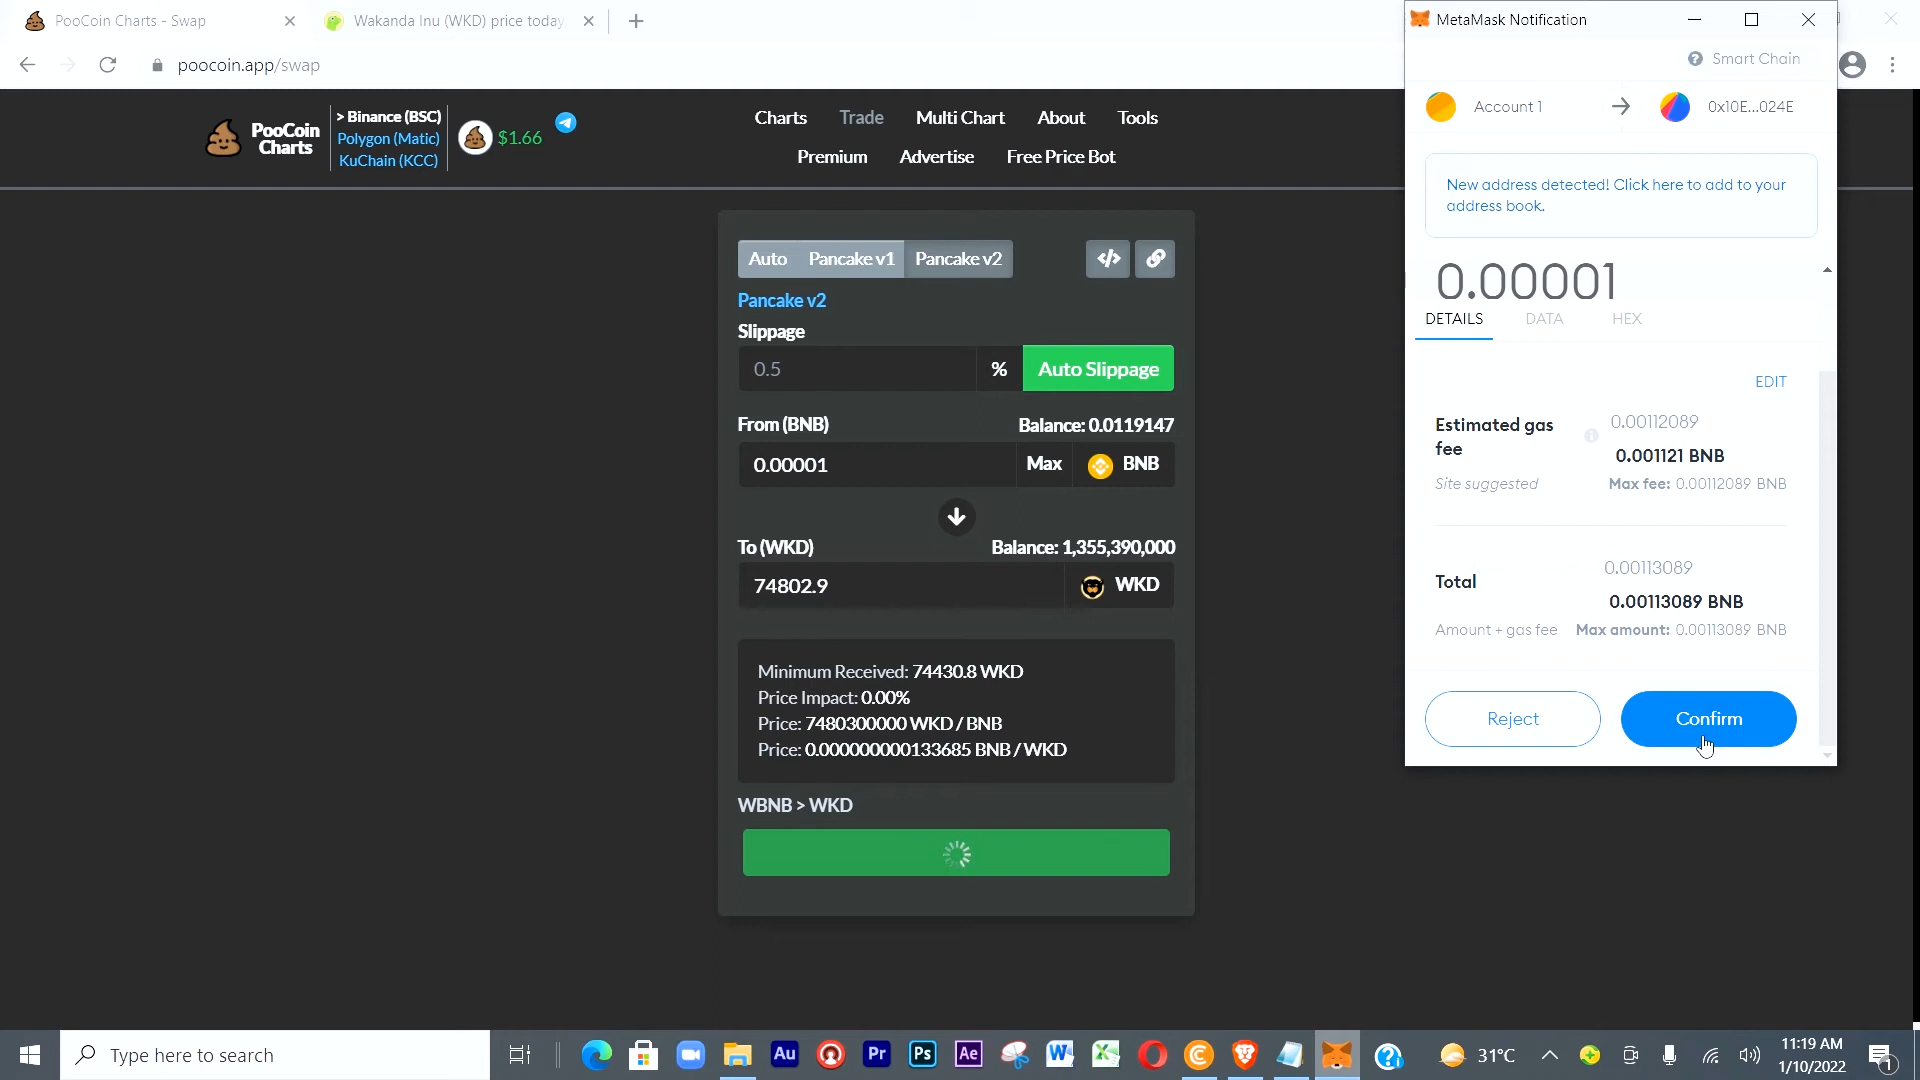 PooCoin Charts - Swap
Wakanda Inu (WKD) price today
poocoin.app/swap
PooCoin
Charts
> Binance (BSC)
Polygon (Matic)
KuChain (KCC)
$1.66
Charts
Trade
Multi Chart
About
Tools
Premium
Advertise
Free Price Bot
Auto
Pancake v1
Pancake v2
Pancake v2
Slippage
0.5
%
Auto Slippage
From (BNB)
Balance: 0.0119147
0.00001
Max
BNB
To (WKD)
Balance: 1,355,390,000
74802.9
WKD
Minimum Received: 74430.8 WKD
Price Impact: 0.00%
Price: 7480300000 WKD / BNB
Price: 0.000000000133685 BNB / WKD
WBNB > WKD
MetaMask Notification
Smart Chain
Account 1
0x10E...024E
New address detected! Click here to add to your
address book.
0.00001
DETAILS
DATA
HEX
EDIT
Estimated gas
fee
0.00112089
0.001121 BNB
Site suggested
Max fee: 0.00112089 BNB
Total
0.00113089
0.00113089 BNB
Amount + gas fee
Max amount: 0.00113089 BNB
Reject
Confirm
Type here to search
Au
Pr
Ps
Ae
31°C
11:19 AM
1/10/2022
1